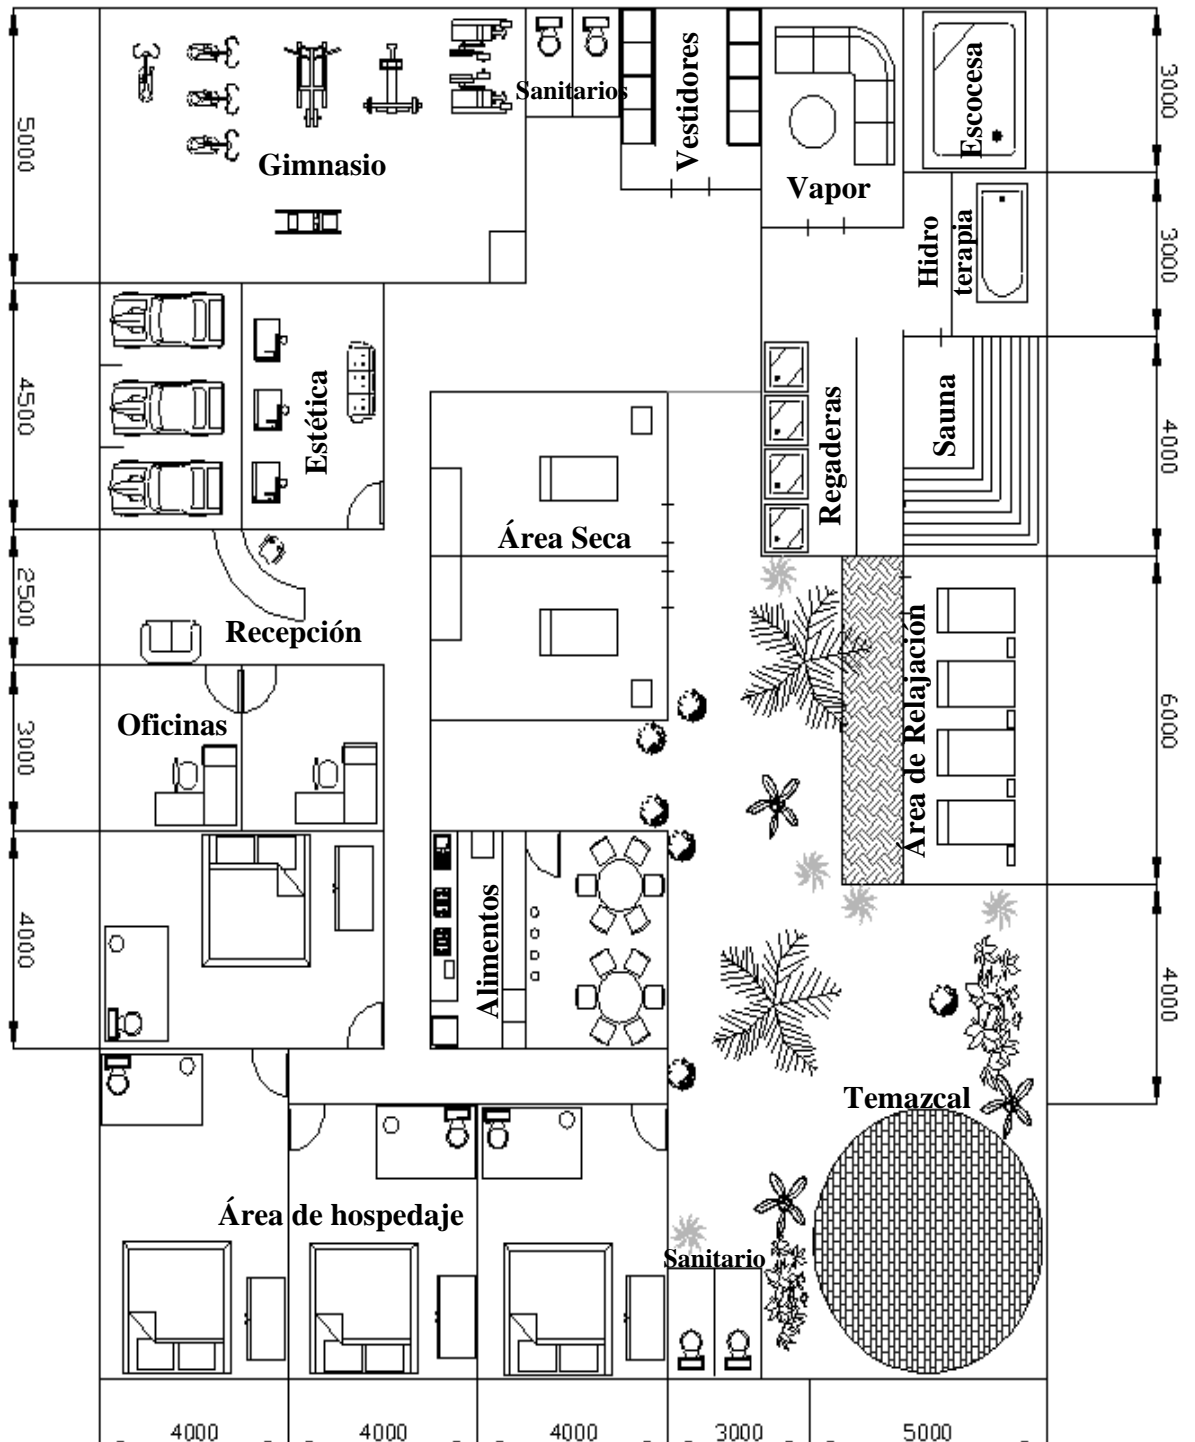 Sanitarios
Vestidores
Vapor
Escocesa
Gimnasio
Hidro
terapia
Estética
Regaderas
Sauna
Área Seca
Recepción
Oficinas
Área de Relajación
Alimentos
Temazcal
Área de hospedaje
Sanitario
5000
4500
2500
3000
4000
3000
3000
4000
6000
4000
4000
4000
4000
3000
5000